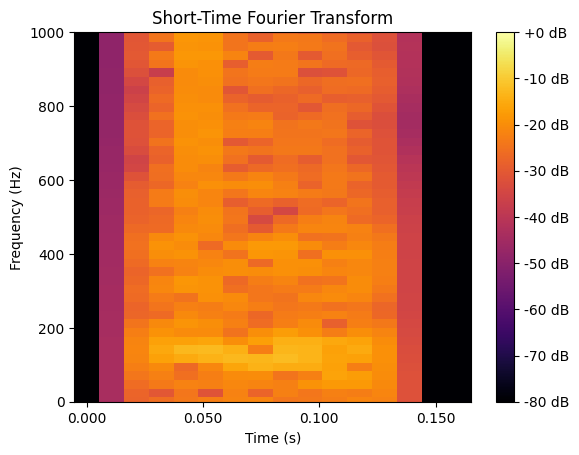 Short-Time Fourier Transform
1000
800
600
400
200
0
Frequency (Hz)
0.000
0.050
0.100
0.150
Time (s)
+0 dB
-10 dB
-20 dB
-30 dB
-40 dB
-50 dB
-60 dB
-70 dB
-80 dB